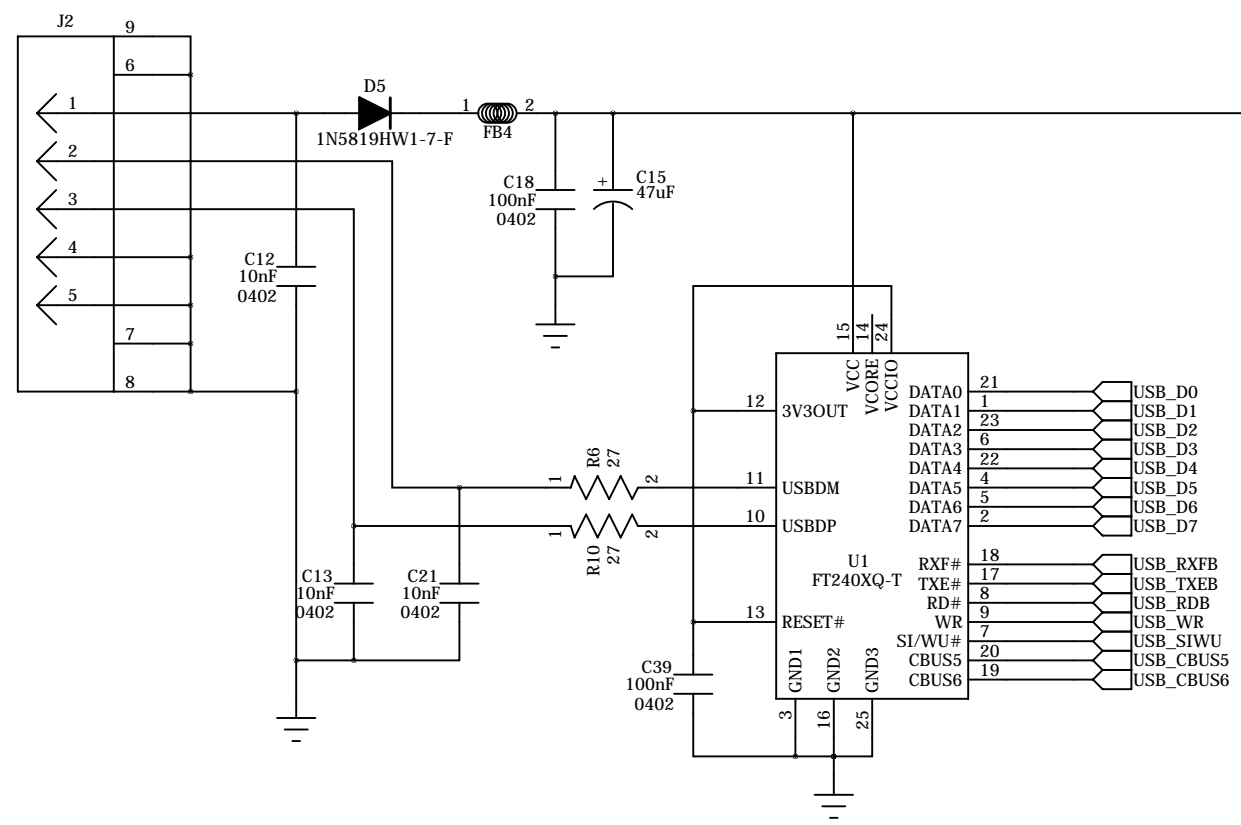 J2
9
6
1
2
3
4
5
7
8
D5
1N5819HW1-7-F
1
2
FB4
C18
100nF
0402
+
C15
47uF
C12
10nF
0402
C13
10nF
0402
C21
10nF
0402
1
R6
27
2
1
R10
27
2
C39
100nF
0402
15
14
24
VCC
VCORE
VCCIO
12
3V3OUT
11
USBDM
10
USBDP
13
RESET#
U1
FT240XQ-T
GND1
GND2
GND3
3
16
25
DATA0 21 USB_D0
DATA1 1 USB_D1
DATA2 23 USB_D2
DATA3 6 USB_D3
DATA4 22 USB_D4
DATA5 4 USB_D5
DATA6 5 USB_D6
DATA7 2 USB_D7
RXF# 18 USB_RXFB
TXE# 17 USB_TXEB
RD# 8 USB_RDB
WR 9 USB_WR
SI/WU# 7 USB_SIWU
CBUS5 20 USB_CBUS5
CBUS6 19 USB_CBUS6